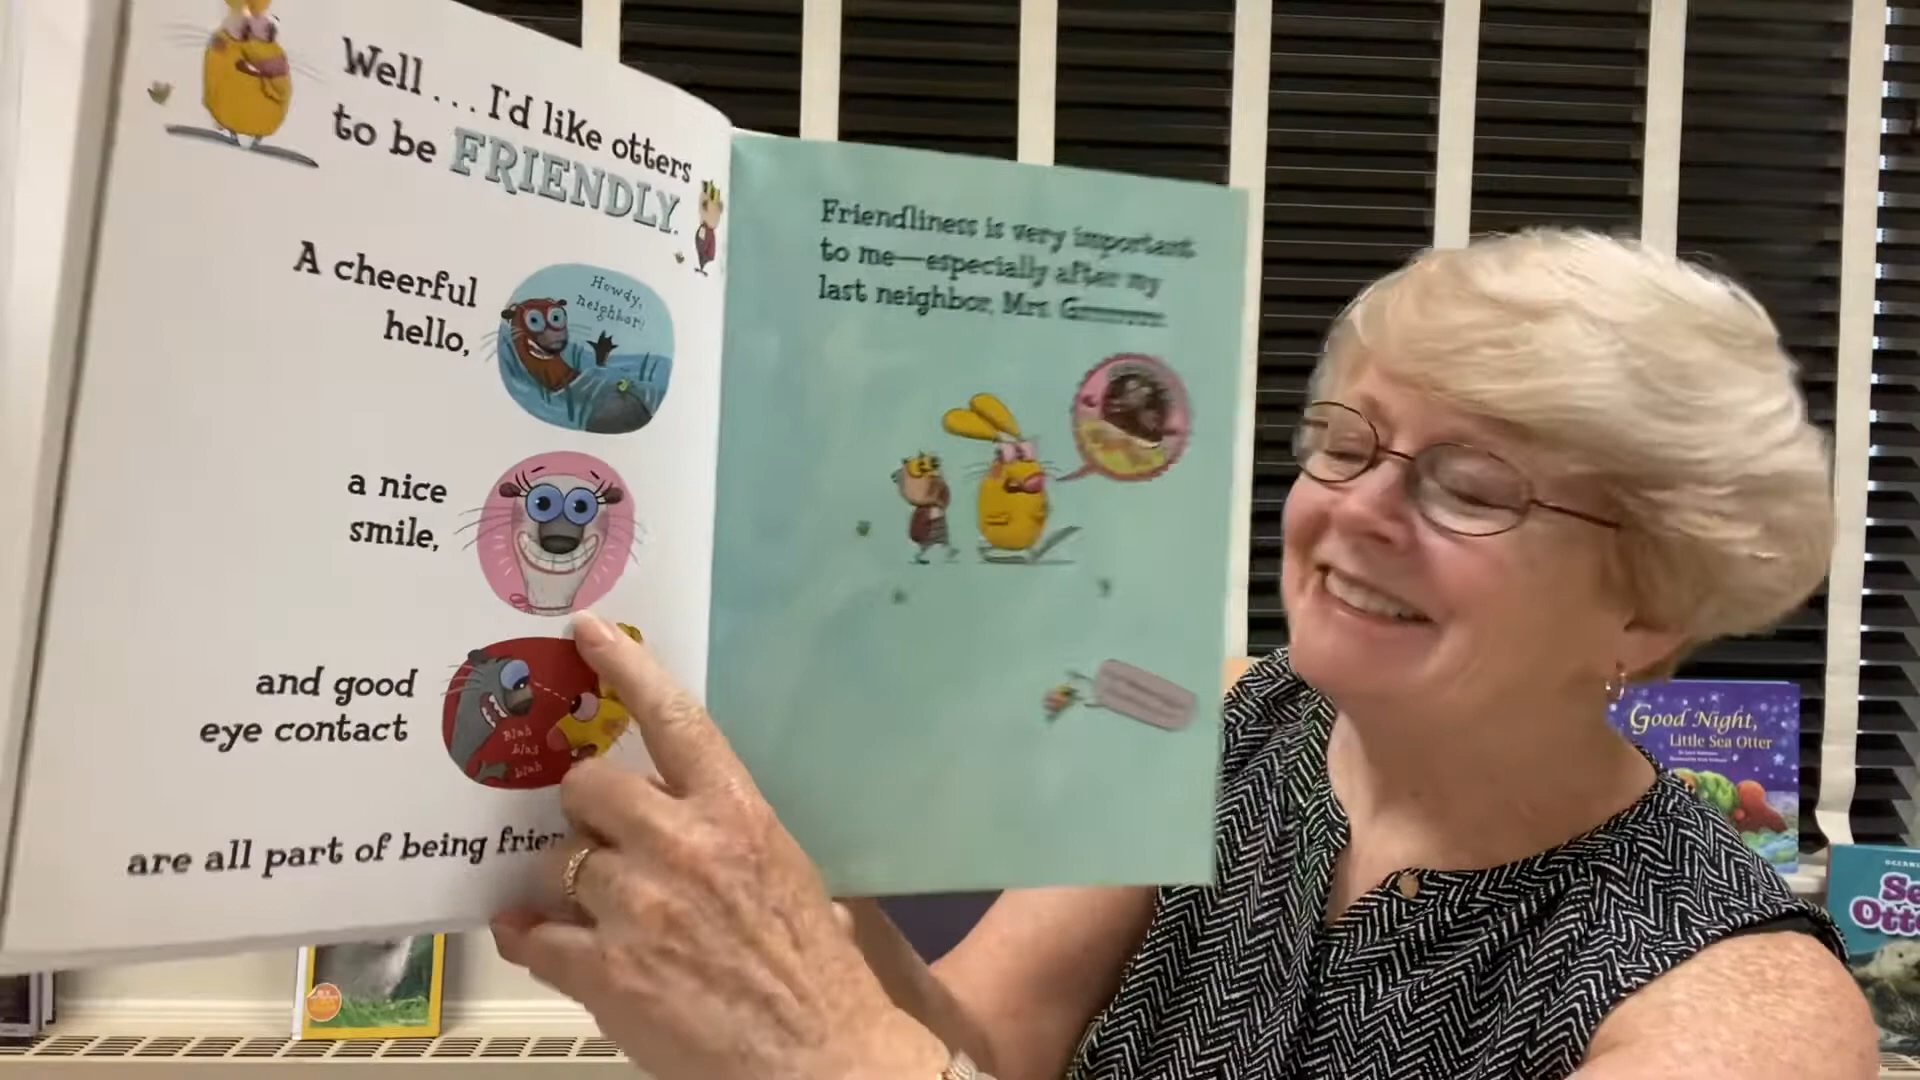 Well... I'd like otters
to be FRIENDLY.
A cheerful
hello,
Howdy,
neighbor!
a nice
smile,
and good
eye contact
Blah
blah
blah
are all part of being
Friendliness is very important
to me—especially after my
last neighbor, Mrs.
Good Night,
Little Sea Otter